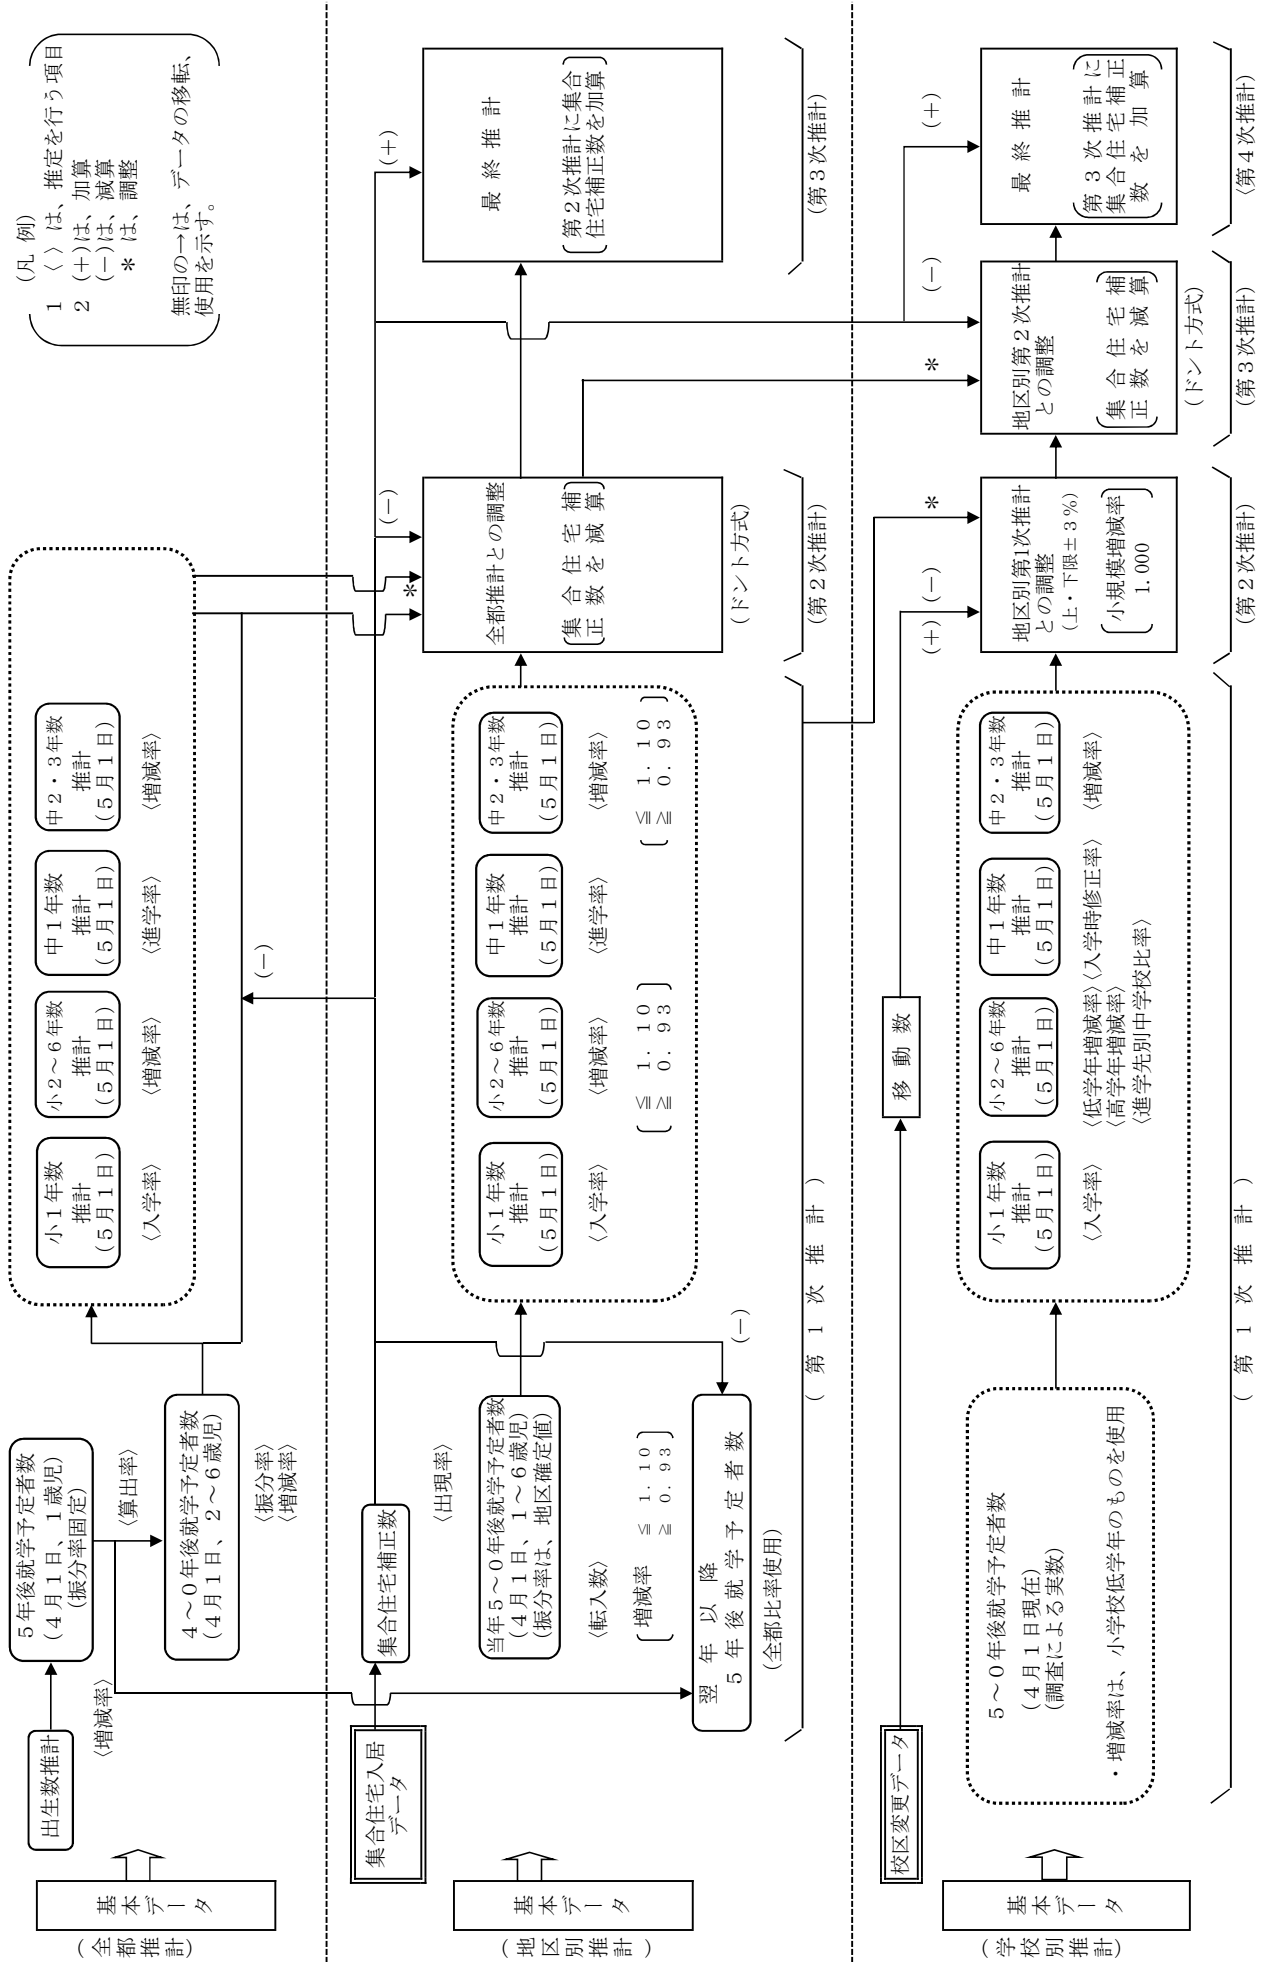 (凡 例)
1 〈 〉は、推定を行う項目
2 (＋)は、加算
(－)は、減算
＊ は、調整
無印の→は、データの移転、
使用を示す。
(全都推計)
基本データ
出生数推計
〈増減率〉
5年後就学予定者数
(4月1日、1歳児)
(振分率固定)
〈算出率〉
4～0年後就学予定者数
(4月1日、2～6歳児)
〈振分率〉
〈増減率〉
小1年数
推計
(5月1日)
〈入学率〉
小2～6年数
推計
(5月1日)
〈増減率〉
中1年数
推計
(5月1日)
〈進学率〉
中2・3年数
推計
(5月1日)
〈増減率〉
(－)
(地区別推計)
基本データ
集合住宅入居
データ
集合住宅補正数
〈出現率〉
当年5～0年後就学予定者数
(4月1日、1～6歳児)
(振分率は、地区確定値)
〈転入数〉
増減率 ≦ 1.10
≧ 0.93
翌年以降
5年後就学予定者数
(全都比率使用)
(－)
小1年数
推計
(5月1日)
〈入学率〉
小2～6年数
推計
(5月1日)
〈増減率〉
≦ 1.10
≧ 0.93
中1年数
推計
(5月1日)
〈進学率〉
中2・3年数
推計
(5月1日)
〈増減率〉
≦ 1.10
≧ 0.93
(第1次推計)
＊
(－)
全都推計との調整
集合住宅補
正数を減算
(ドント方式)
(第2次推計)
(＋)
最終推計
第2次推計に集合
住宅補正数を加算
(第3次推計)
(学校別推計)
基本データ
校区変更データ
移動数
5～0年後就学予定者数
(4月1日現在)
(調査による実数)
・増減率は、小学校低学年のものを使用
小1年数
推計
(5月1日)
〈入学率〉
小2～6年数
推計
(5月1日)
〈低学年増減率〉
〈高学年増減率〉
〈進学先別中学校比率〉
中1年数
推計
(5月1日)
〈入学時修正率〉
中2・3年数
推計
(5月1日)
〈増減率〉
(第1次推計)
(＋)
(－)
＊
地区別第1次推計
との調整
(上・下限±3％)
小規模増減率
1.000
(第2次推計)
＊
(－)
地区別第2次推計
との調整
集合住宅補
正数を減算
(ドント方式)
(第3次推計)
(＋)
最終推計
第3次推計に
集合住宅補正
数を加算
(第4次推計)